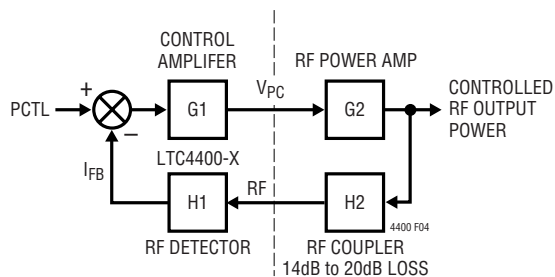 CONTROL
AMPLIFER
RF POWER AMP
PCTL
+
−
G1
VPC
G2
CONTROLLED
RF OUTPUT
POWER
LTC4400-X
IFB
H1
RF
H2
4400 F04
RF DETECTOR
RF COUPLER
14dB to 20dB LOSS